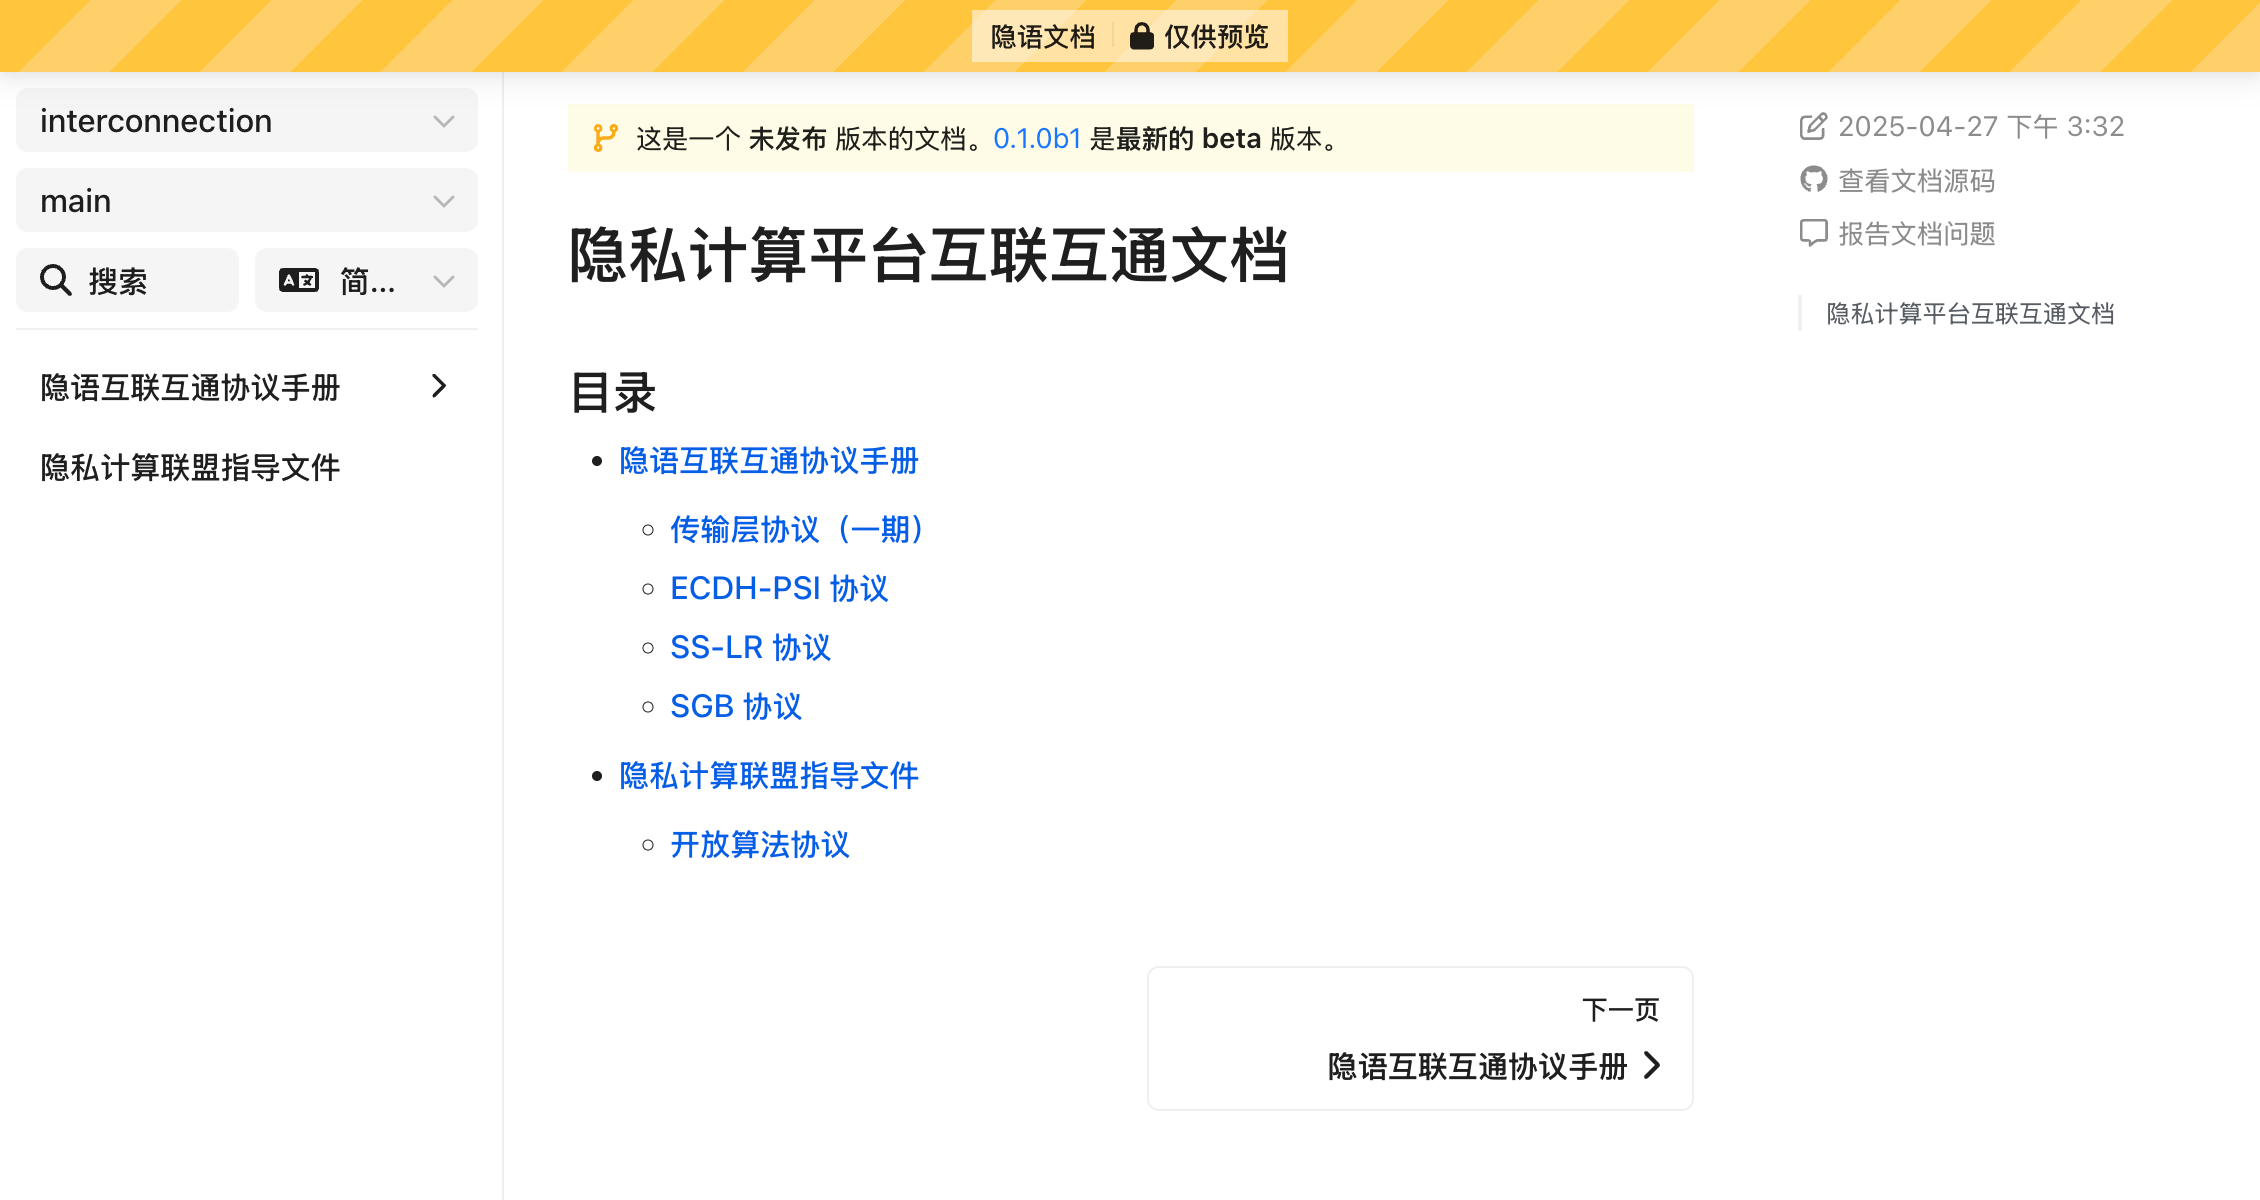 隐语文档 仅供预览
interconnection
main
搜索 简...
隐语互联互通协议手册
隐私计算联盟指导文件
这是一个 未发布 版本的文档。0.1.0b1 是最新的 beta 版本。
隐私计算平台互联互通文档
目录
隐语互联互通协议手册
传输层协议（一期）
ECDH-PSI 协议
SS-LR 协议
SGB 协议
隐私计算联盟指导文件
开放算法协议
下一页
隐语互联互通协议手册
2025-04-27 下午 3:32
查看文档源码
报告文档问题
隐私计算平台互联互通文档